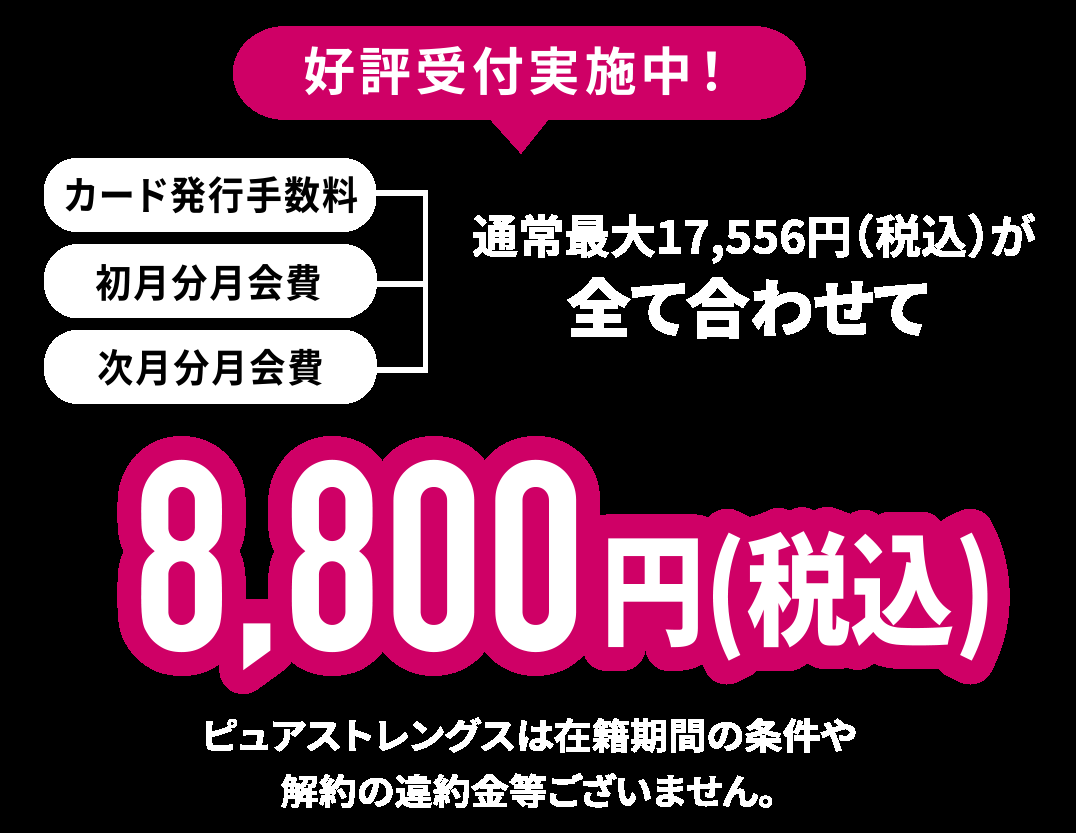 好評受付実施中！
カード発行手数料
初月分月会費
次月分月会費
通常最大17,556円（税込）が
全て合わせて
8,800円(税込)
ピュアストレングスは在籍期間の条件や
解約の違約金等ございません。